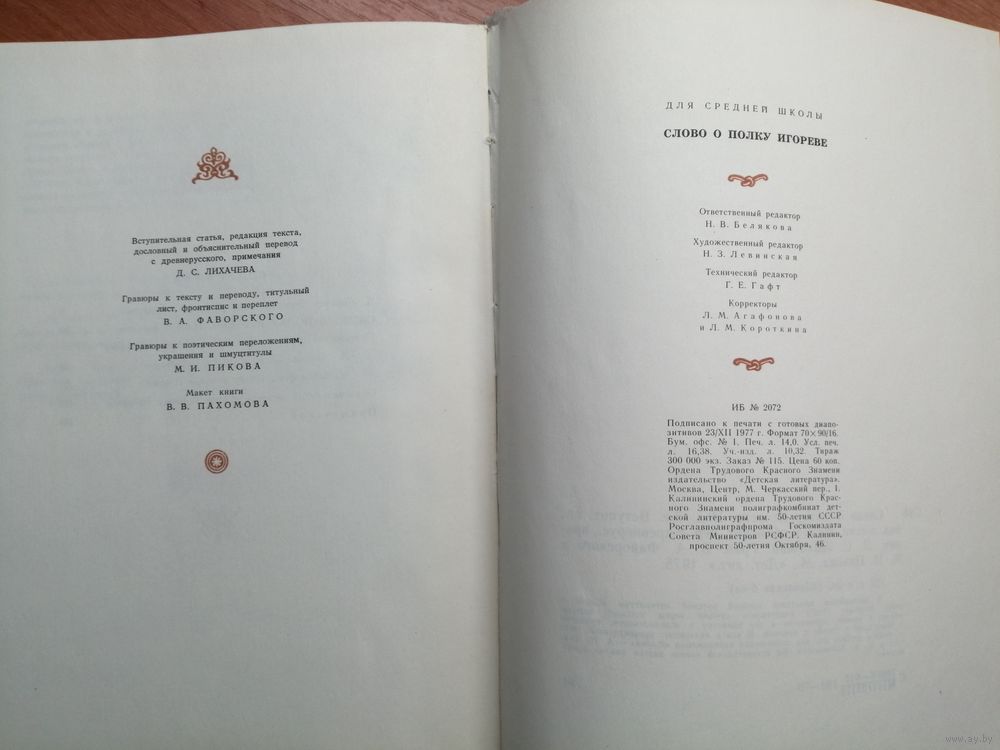 Вступительная статья, редакция текста,
дословный и объяснительный перевод
с древнерусского, примечания
Д. С. ЛИХАЧЕВА
Гравюры к тексту и переводу, титульный
лист, фронтиспис и переплет
В. А. ФАВОРСКОГО
Гравюры к поэтическим переложениям,
украшения и шмуцтитулы
М. И. ПИКОВА
Макет книги
В. В. ПАХОМОВА
ДЛЯ СРЕДНЕЙ ШКОЛЫ
СЛОВО О ПОЛКУ ИГОРЕВЕ
Ответственный редактор
Н. В. Белякова
Художественный редактор
Н. З. Левинская
Технический редактор
Г. Е. Гафт
Корректоры
Л. М. Агафонова
и Л. М. Короткина
ИБ № 2072
Подписано к печати с готовых диапо-
зитивов 23/XII 1977 г. Формат 70×90/16.
Бум. офс. № 1. Печ. л. 14,0. Усл. печ.
л. 16,38. Уч.-изд. л. 10,32. Тираж
300 000 экз. Заказ № 115. Цена 60 коп.
Ордена Трудового Красного Знамени
издательство «Детская литература».
Москва, Центр, М. Черкасский пер., 1.
Калининский ордена Трудового Крас-
ного Знамени полиграфкомбинат дет-
ской литературы им. 50-летия СССР
Росглавполиграфпрома Госкомиздата
Совета Министров РСФСР. Калинин,
проспект 50-летия Октября, 46.
www.ay.by